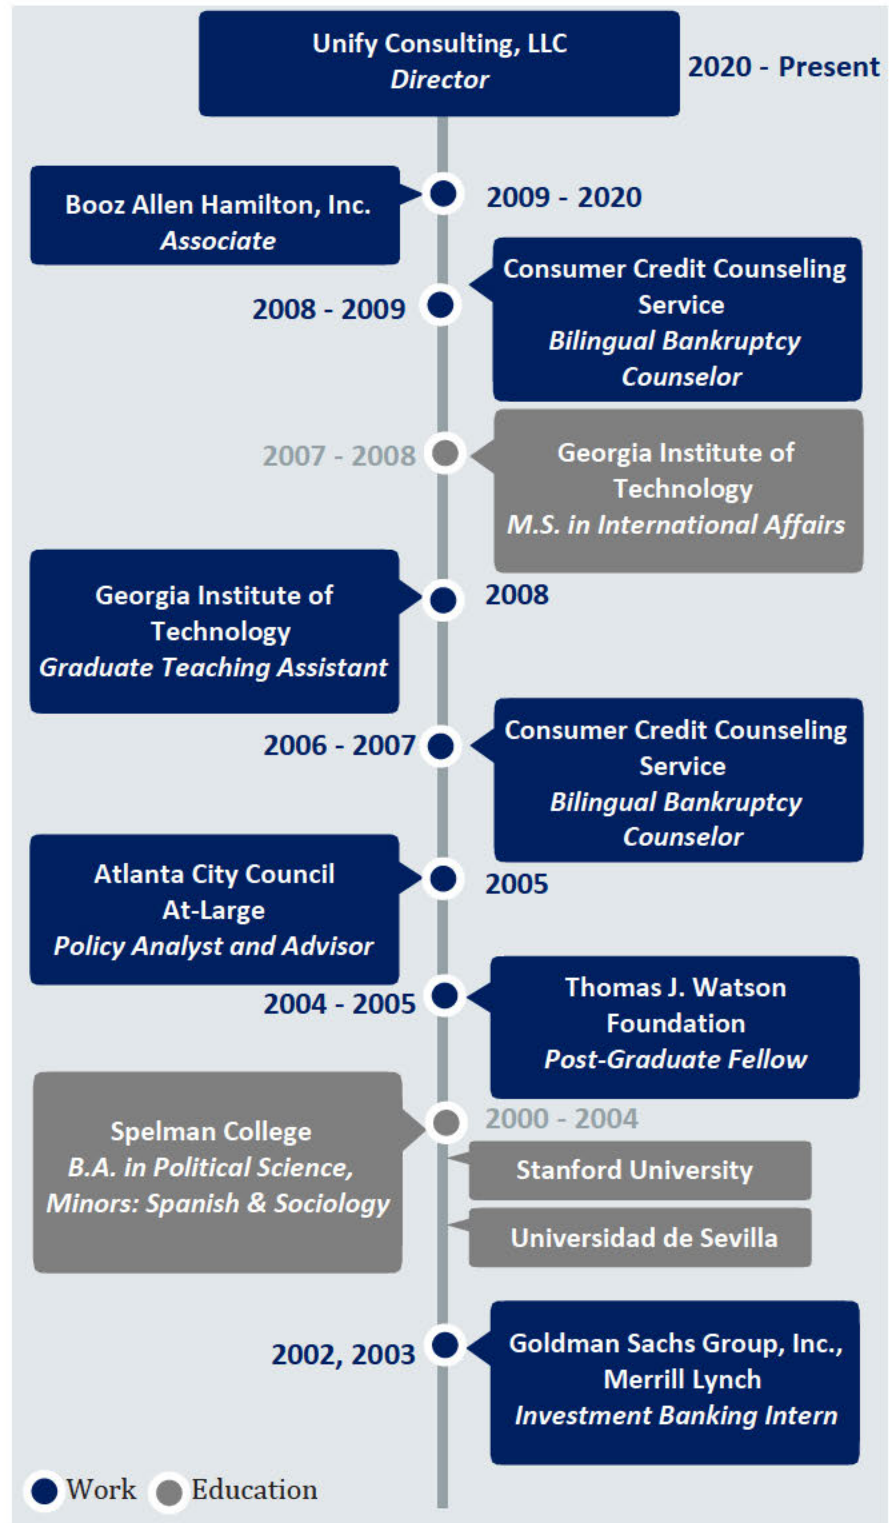 Unify Consulting, LLC
Director
2020 - Present
Booz Allen Hamilton, Inc.
Associate
2009 - 2020
Consumer Credit Counseling
Service
Bilingual Bankruptcy
Counselor
2008 - 2009
2007 - 2008
Georgia Institute of
Technology
M.S. in International Affairs
Georgia Institute of
Technology
Graduate Teaching Assistant
2008
2006 - 2007
Consumer Credit Counseling
Service
Bilingual Bankruptcy
Counselor
Atlanta City Council
At-Large
Policy Analyst and Advisor
2005
2004 - 2005
Thomas J. Watson
Foundation
Post-Graduate Fellow
Spelman College
B.A. in Political Science,
Minors: Spanish & Sociology
2000 - 2004
Stanford University
Universidad de Sevilla
2002, 2003
Goldman Sachs Group, Inc.,
Merrill Lynch
Investment Banking Intern
Work
Education